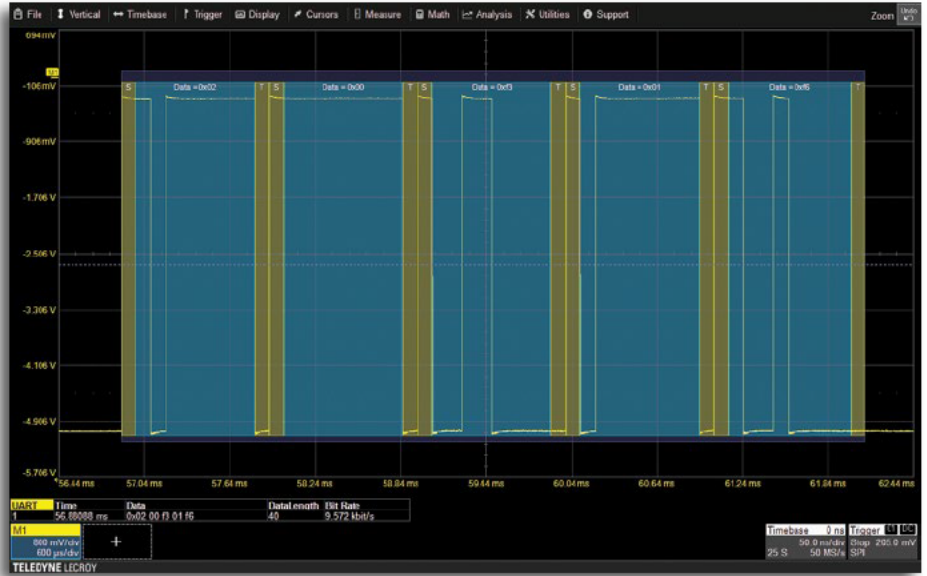 File Vertical Timebase Trigger Display Cursors Measure Math Analysis Utilities Support Zoom Undo
694 mV
M1
-106 mV
S Data = 0x02 T S Data = 0x00 T S Data = 0xf3 T S Data = 0x01 T S Data = 0xf6 T
-906 mV
-1.706 V
-2.506 V
-3.306 V
-4.106 V
-4.906 V
-5.706 V
56.44 ms 57.04 ms 57.64 ms 58.24 ms 58.84 ms 59.44 ms 60.04 ms 60.64 ms 61.24 ms 61.84 ms 62.44 ms
UART Time Data DataLength Bit Rate
1 56.88088 ms 0x02 00 f3 01 f6 40 9.572 kbit/s
M1
800 mV/div
600 µs/div
+
Timebase 0 ns Trigger C1 DC
50.0 ms/div Stop 205.0 mV
25 S 50 MS/s SPI
TELEDYNE LECROY